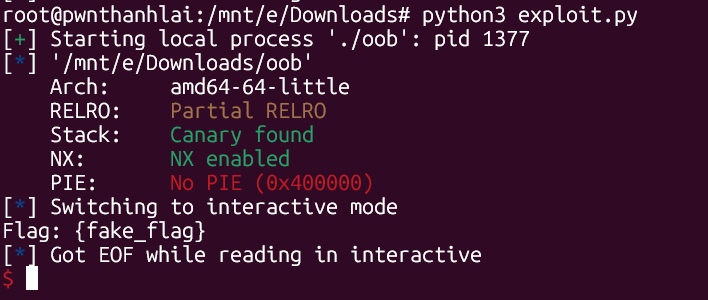 root@pwnthanhlai:/mnt/e/Downloads# python3 exploit.py
[+] Starting local process './oob': pid 1377
[*] '/mnt/e/Downloads/oob'
    Arch:     amd64-64-little
    RELRO:    Partial RELRO
    Stack:    Canary found
    NX:       NX enabled
    PIE:      No PIE (0x400000)
[*] Switching to interactive mode
Flag: {fake_flag}
[*] Got EOF while reading in interactive
$